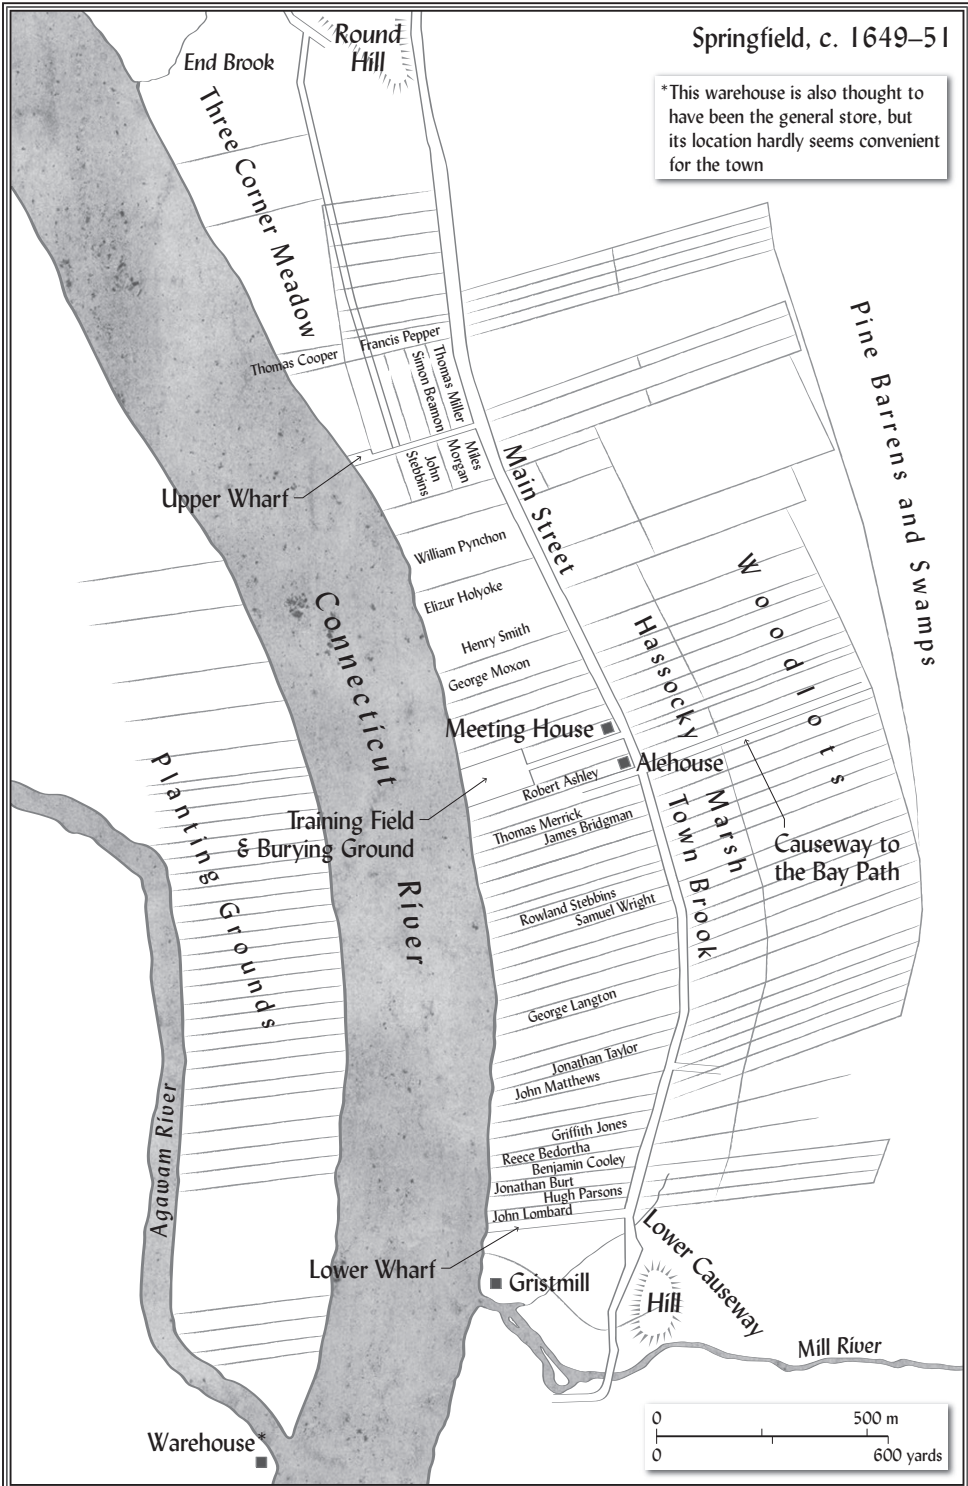 Springfield, c. 1649–51
*This warehouse is also thought to
have been the general store, but
its location hardly seems convenient
for the town
Round
Hill
End Brook
Three Corner Meadow
Francis Pepper
Thomas Cooper
Simon Beamon
Thomas Miller
John
Stebbins
Miles
Morgan
Upper Wharf
Main Street
Pine Barrens and Swamps
William Pynchon
Elizur Holyoke
Henry Smith
George Moxon
Connecticut River
Hassocky Marsh
Woodlots
Meeting House
Alehouse
Robert Ashley
Training Field
& Burying Ground
Thomas Merrick
James Bridgman
Town Brook
Causeway to
the Bay Path
Planting Grounds
Rowland Stebbins
Samuel Wright
George Langton
Jonathan Taylor
John Matthews
Griffith Jones
Reece Bedortha
Benjamin Cooley
Jonathan Burt
Hugh Parsons
John Lombard
Agawam River
Lower Wharf
Gristmill
Lower Causeway
Hill
Mill River
Warehouse*
0 500 m
0 600 yards